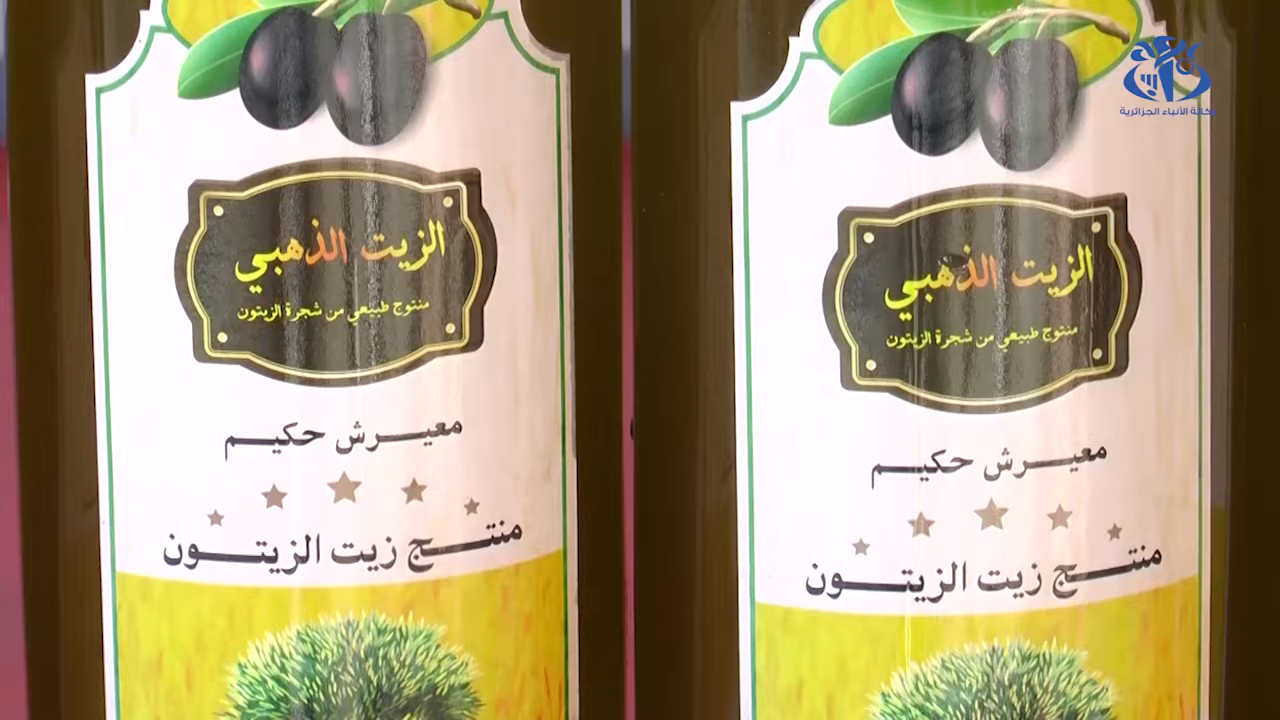 الزيت الذهبي
منتوج طبيعي من شجرة الزيتون
معيرش حكيم
منتج زيت الزيتون
الزيت الذهبي
منتوج طبيعي من شجرة الزيتون
معيرش حكيم
منتج زيت الزيتون
وكالة الأنباء الجزائرية